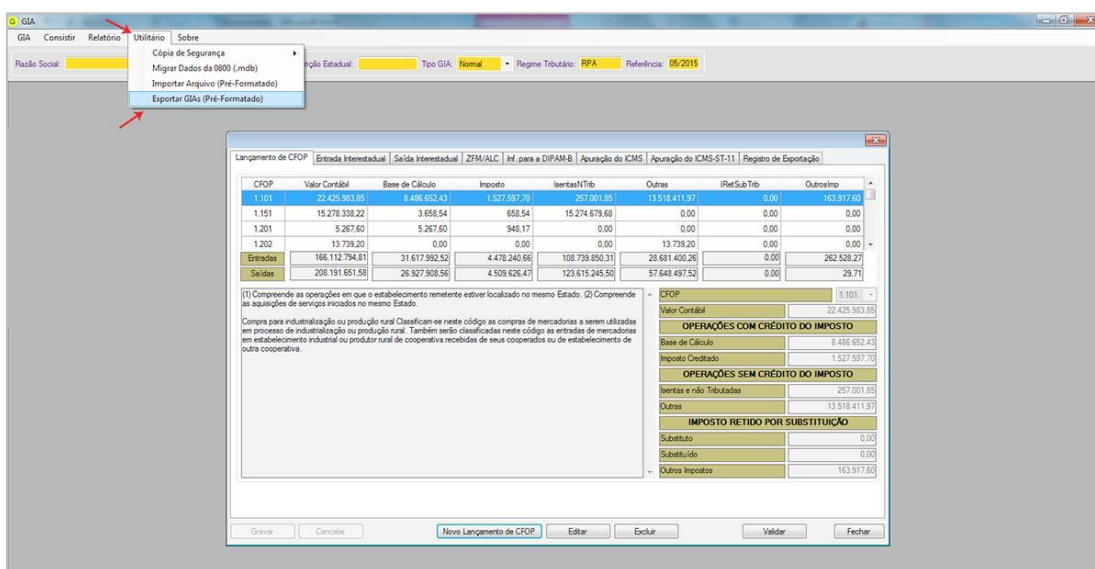 GIA
GIA Consistir Relatório Utilitário Sobre
Cópia de Segurança
Migrar Dados da 0800 (.mdb)
Importar Arquivo (Pré-Formatado)
Exportar GIAs (Pré-Formatado)
Razão Social: rição Estadual: Tipo GIA: Normal Regime Tributário: RPA Referência: 05/2015
Lançamento de CFOP Entrada Interestadual Saída Interestadual ZFM/ALC Inf. para a DIPAM-B Apuração do ICMS Apuração do ICMS-ST-11 Registro de Exportação
CFOP Valor Contábil Base de Cálculo Imposto IsentasNTrib Outras IRetSubTrib OutrosImp
1.101 22.425.983,85 8.486.652,43 1.527.597,70 257.001,85 13.518.411,97 0,00 163.917,60
1.151 15.278.338,22 3.658,54 658,54 15.274.679,68 0,00 0,00 0,00
1.201 5.267,60 5.267,60 948,17 0,00 0,00 0,00 0,00
1.202 13.739,20 0,00 0,00 0,00 13.739,20 0,00 0,00
Entradas 166.112.794,81 31.617.992,52 4.478.240,66 108.739.850,31 28.681.400,26 0,00 262.528,27
Saídas 208.191.651,58 26.927.908,56 4.509.626,47 123.615.245,50 57.648.497,52 0,00 29,71
(1) Compreende as operações em que o estabelecimento remetente estiver localizado no mesmo Estado. (2) Compreende
as aquisições de serviços iniciados no mesmo Estado.
Compra para industrialização ou produção rural Classificam-se neste código as compras de mercadorias a serem utilizadas
em processo de industrialização ou produção rural. Também serão classificadas neste código as entradas de mercadorias
em estabelecimento industrial ou produtor rural de cooperativa recebidas de seus cooperados ou de estabelecimento de
outra cooperativa.
CFOP 1.101
Valor Contábil 22.425.983,85
OPERAÇÕES COM CRÉDITO DO IMPOSTO
Base de Cálculo 8.486.652,43
Imposto Creditado 1.527.597,70
OPERAÇÕES SEM CRÉDITO DO IMPOSTO
Isentas e não Tributadas 257.001,85
Outras 13.518.411,97
IMPOSTO RETIDO POR SUBSTITUIÇÃO
Substituto 0,00
Substituído 0,00
Outros Impostos 163.917,60
Gravar Cancelar Novo Lançamento de CFOP Editar Excluir Validar Fechar